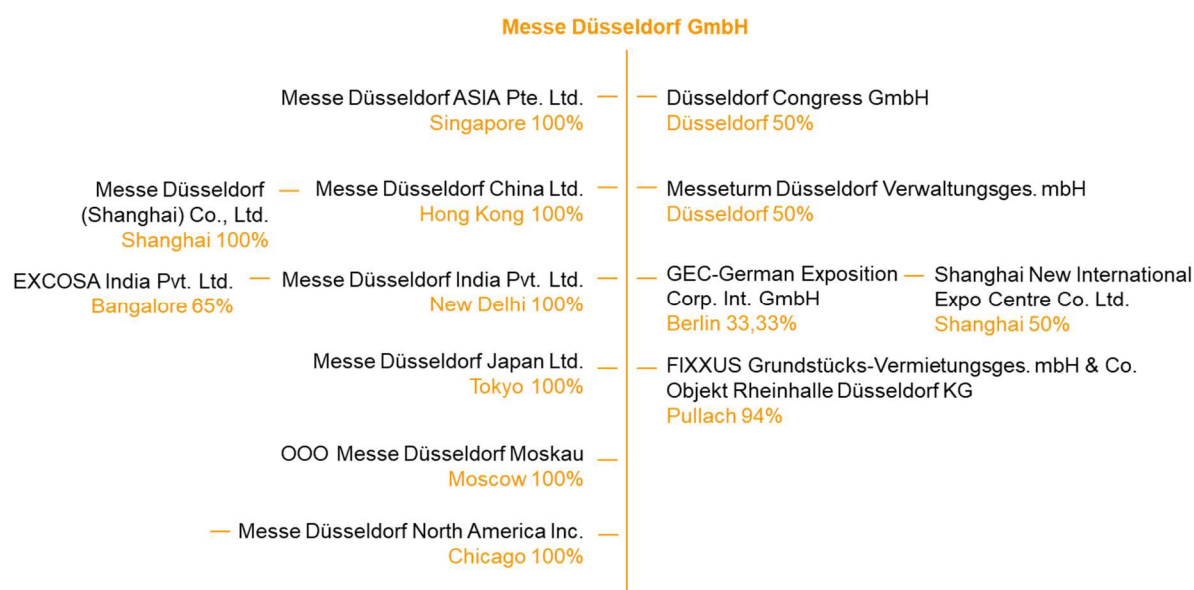 Messe Düsseldorf GmbH
Messe Düsseldorf ASIA Pte. Ltd.
Singapore 100%
Düsseldorf Congress GmbH
Düsseldorf 50%
Messe Düsseldorf
(Shanghai) Co., Ltd.
Shanghai 100%
Messe Düsseldorf China Ltd.
Hong Kong 100%
Messeturm Düsseldorf Verwaltungsges. mbH
Düsseldorf 50%
EXCOSA India Pvt. Ltd.
Bangalore 65%
Messe Düsseldorf India Pvt. Ltd.
New Delhi 100%
GEC-German Exposition
Corp. Int. GmbH
Berlin 33,33%
Shanghai New International
Expo Centre Co. Ltd.
Shanghai 50%
Messe Düsseldorf Japan Ltd.
Tokyo 100%
FIXXUS Grundstücks-Vermietungsges. mbH & Co.
Objekt Rheinhalle Düsseldorf KG
Pullach 94%
OOO Messe Düsseldorf Moskau
Moscow 100%
Messe Düsseldorf North America Inc.
Chicago 100%